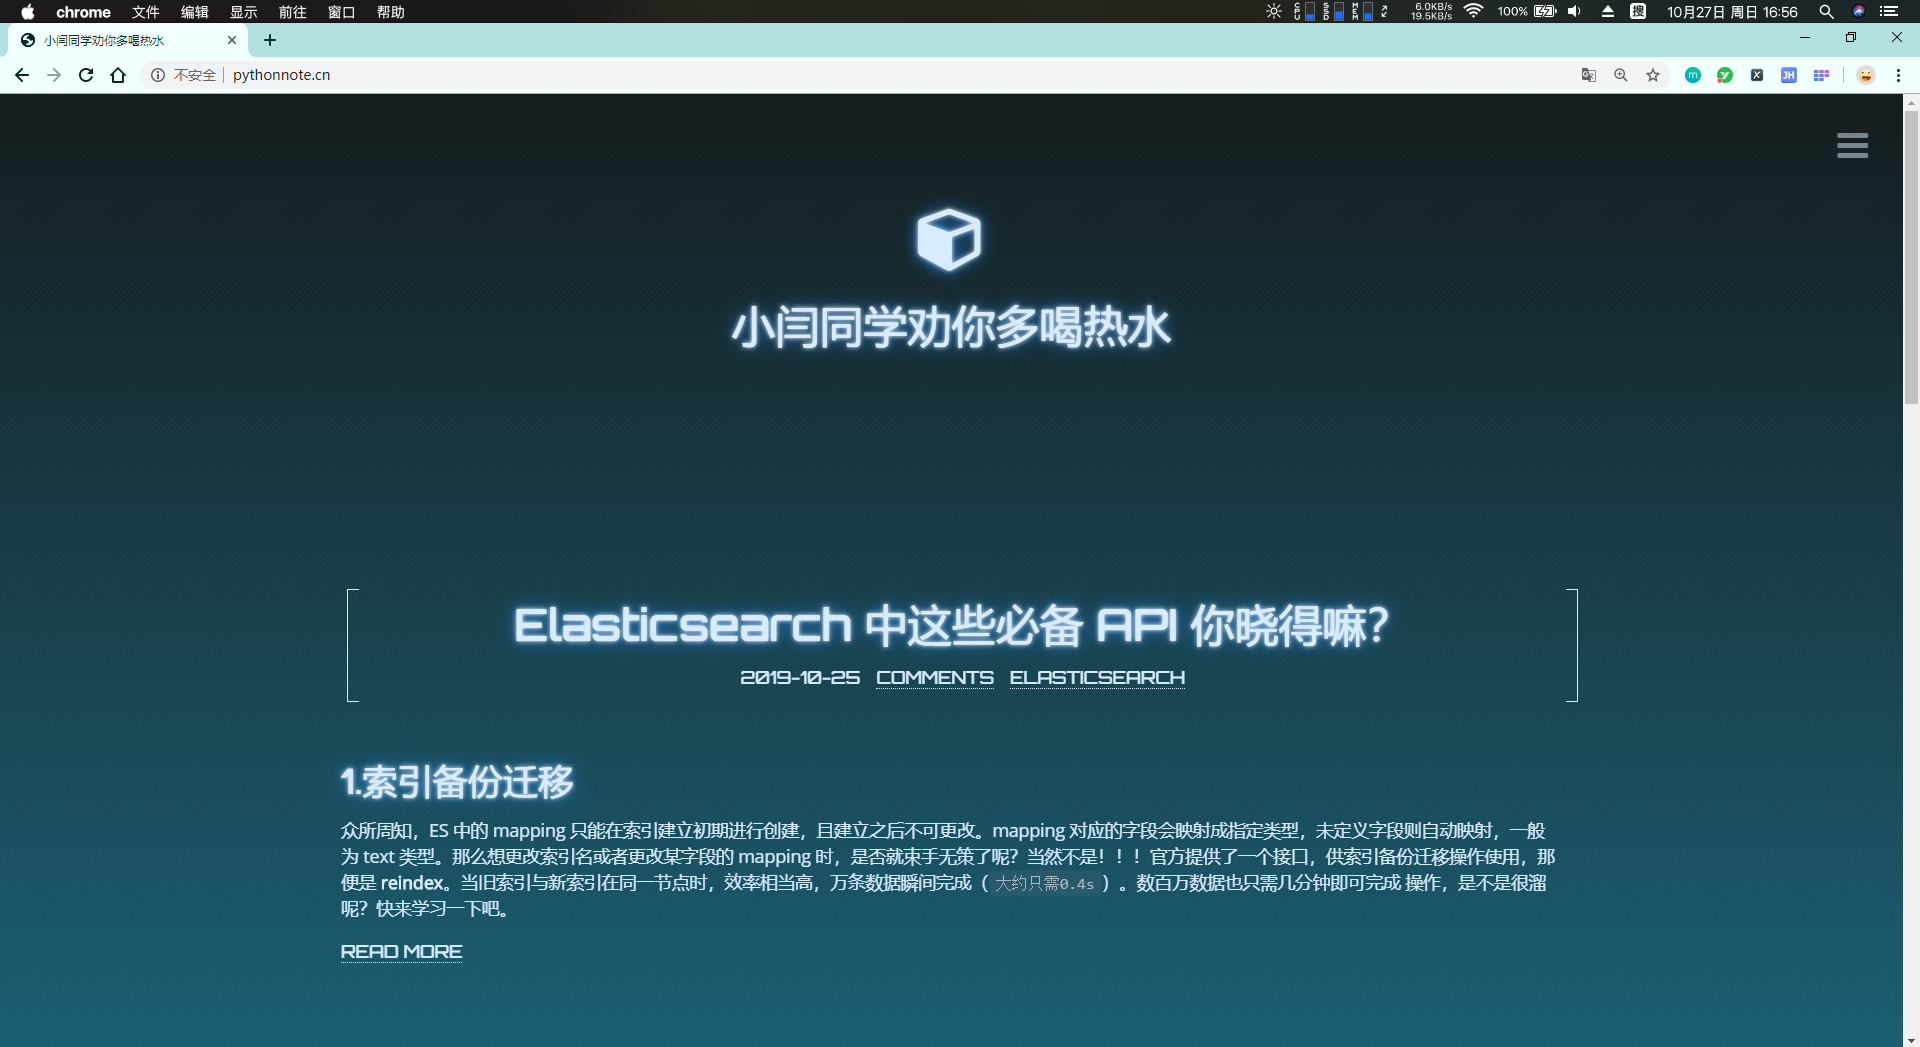 chrome 文件 编辑 显示 前往 窗口 帮助
CPU SSD MEM 6.0KB/s 19.5KB/s 100% 搜 10月27日 周日 16:56
小闫同学劝你多喝热水
不安全 pythonnote.cn
m y X JH
小闫同学劝你多喝热水
Elasticsearch 中这些必备 API 你晓得嘛？
2019-10-25 COMMENTS ELASTICSEARCH
1.索引备份迁移
众所周知，ES 中的 mapping 只能在索引建立初期进行创建，且建立之后不可更改。mapping 对应的字段会映射成指定类型，未定义字段则自动映射，一般
为 text 类型。那么想更改索引名或者更改某字段的 mapping 时，是否就束手无策了呢？当然不是！！！官方提供了一个接口，供索引备份迁移操作使用，那
便是 reindex。当旧索引与新索引在同一节点时，效率相当高，万条数据瞬间完成（ 大约只需0.4s ）。数百万数据也只需几分钟即可完成 操作，是不是很溜
呢？快来学习一下吧。
READ MORE